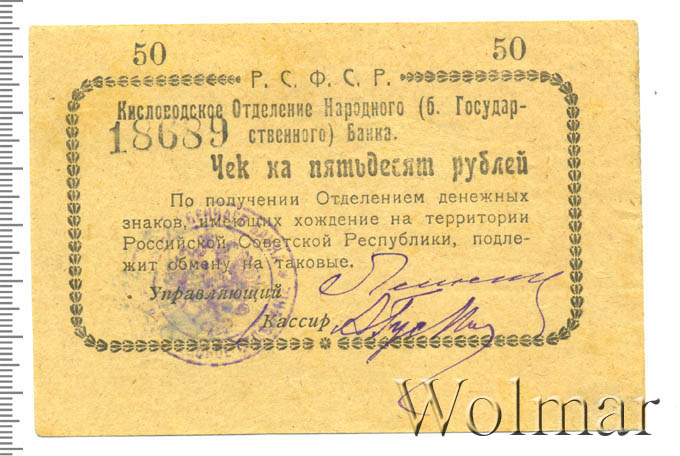 50 50
Р. С. Ф. С. Р.
Кисловодское Отделение Народного (б. Государ-
18689 ственного) Банка.
Чек на пятьдесят рублей
По получении Отделением денежных
знаков, имеющих хождение на территории
Российской Советской Республики, подле-
жит обмену на таковые.
Управляющий
Кассир
Wolmar